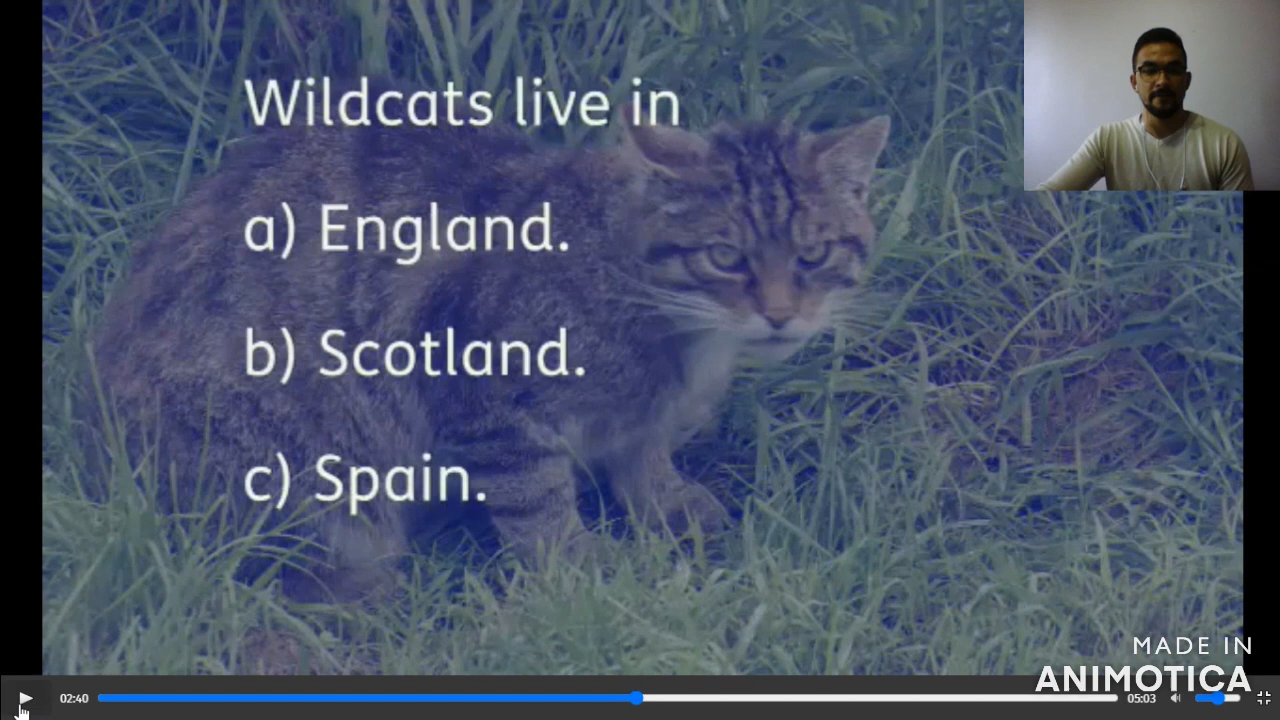 Wildcats live in
a) England.
b) Scotland.
c) Spain.
MADE IN
ANIMOTICA
02:40
05:03